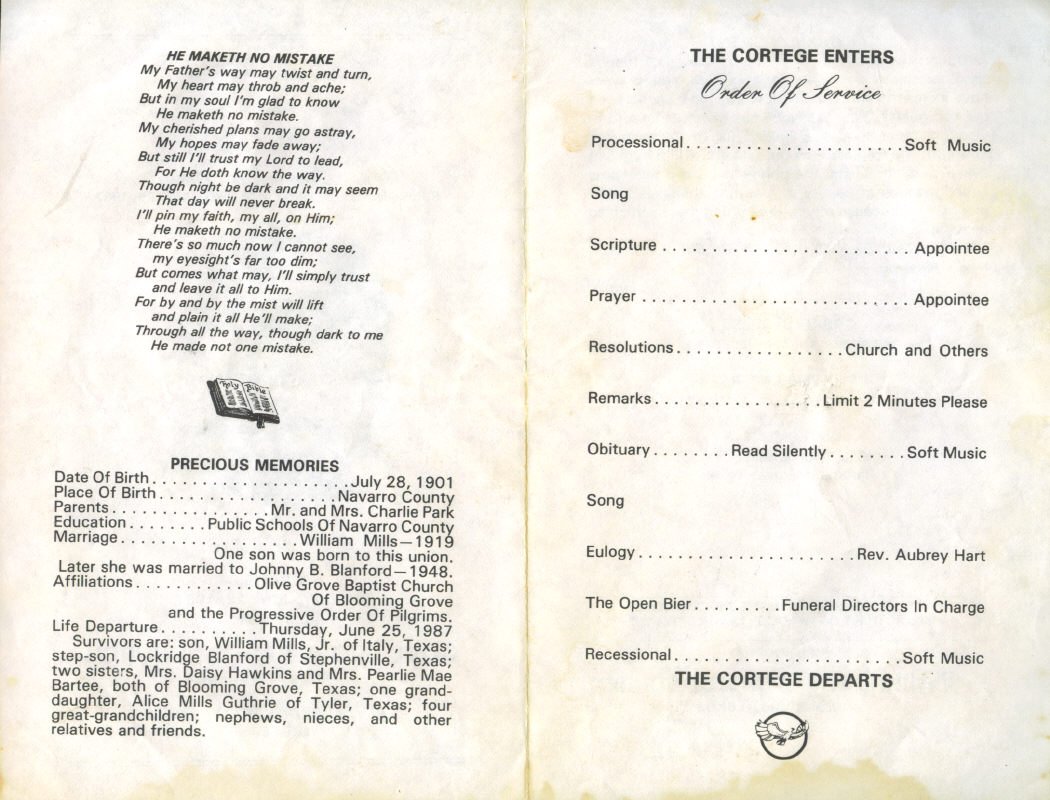 HE MAKETH NO MISTAKE
My Father's way may twist and turn,
My heart may throb and ache;
But in my soul I'm glad to know
He maketh no mistake.
My cherished plans may go astray,
My hopes may fade away;
But still I'll trust my Lord to lead,
For He doth know the way.
Though night be dark and it may seem
That day will never break.
I'll pin my faith, my all, on Him;
He maketh no mistake.
There's so much now I cannot see,
my eyesight's far too dim;
But comes what may, I'll simply trust
and leave it all to Him.
For by and by the mist will lift
and plain it all He'll make;
Through all the way, though dark to me
He made not one mistake.
Holy Bible
PRECIOUS MEMORIES
Date Of Birth . . . . . . . . . . . . . . . . . . . . July 28, 1901
Place Of Birth . . . . . . . . . . . . . . . . . . Navarro County
Parents . . . . . . . . . . . . . . . . Mr. and Mrs. Charlie Park
Education . . . . . . . . Public Schools Of Navarro County
Marriage . . . . . . . . . . . . . . . . . . William Mills—1919
One son was born to this union.
Later she was married to Johnny B. Blanford—1948.
Affiliations . . . . . . . . . . . . Olive Grove Baptist Church
Of Blooming Grove
and the Progressive Order Of Pilgrims.
Life Departure . . . . . . . . . . Thursday, June 25, 1987
Survivors are: son, William Mills, Jr. of Italy, Texas;
step-son, Lockridge Blanford of Stephenville, Texas;
two sisters, Mrs. Daisy Hawkins and Mrs. Pearlie Mae
Bartee, both of Blooming Grove, Texas; one grand-
daughter, Alice Mills Guthrie of Tyler, Texas; four
great-grandchildren; nephews, nieces, and other
relatives and friends.
THE CORTEGE ENTERS
Order Of Service
Processional . . . . . . . . . . . . . . . . . . . . . . Soft Music
Song
Scripture . . . . . . . . . . . . . . . . . . . . . . . . . Appointee
Prayer . . . . . . . . . . . . . . . . . . . . . . . . . . . Appointee
Resolutions . . . . . . . . . . . . . . . . . Church and Others
Remarks . . . . . . . . . . . . . . . . . Limit 2 Minutes Please
Obituary . . . . . . . . Read Silently . . . . . . . . Soft Music
Song
Eulogy . . . . . . . . . . . . . . . . . . . . . . Rev. Aubrey Hart
The Open Bier . . . . . . . . . Funeral Directors In Charge
Recessional . . . . . . . . . . . . . . . . . . . . . . . Soft Music
THE CORTEGE DEPARTS